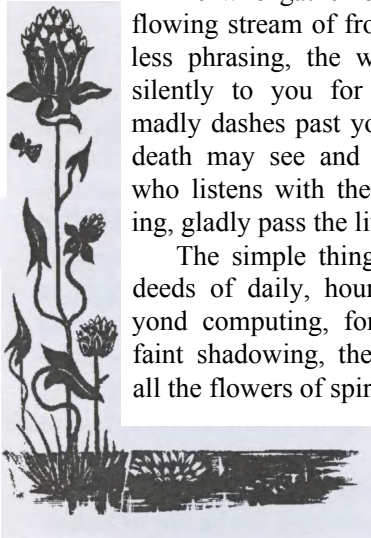 flowing stream of fro
less phrasing, the w
silently to you for
madly dashes past yo
death may see and
who listens with the
ing, gladly pass the li
The simple thing
deeds of daily, hour
yond computing, for
faint shadowing, the
all the flowers of spir